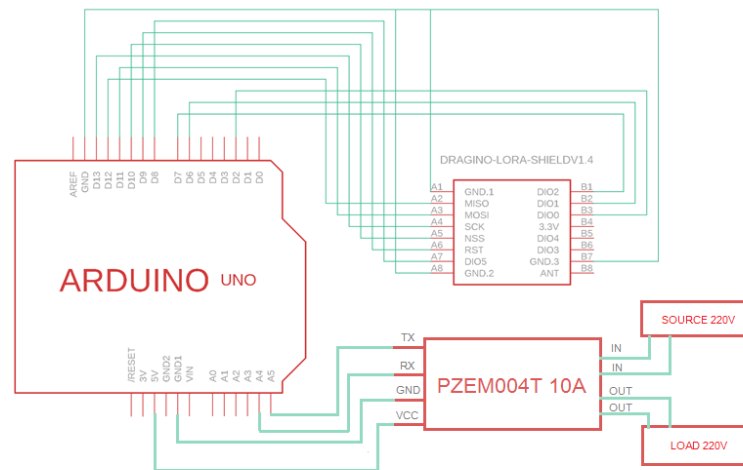 AREF
GND
D13
D12
D11
D10
D9
D8
D7
D6
D5
D4
D3
D2
D1
D0
DRAGINO-LORA-SHIELDV1.4
A1 GND.1 DIO2 B1
A2 MISO DIO1 B2
A3 MOSI DIO0 B3
A4 SCK 3.3V B4
A5 NSS DIO4 B5
A6 RST DIO3 B6
A7 DIO5 GND.3 B7
A8 GND.2 ANT B8
ARDUINO UNO
/RESET
3V
5V
GND2
GND1
VIN
A0
A1
A2
A3
A4
A5
TX
RX
GND
VCC
PZEM004T 10A
IN
IN
OUT
OUT
SOURCE 220V
LOAD 220V